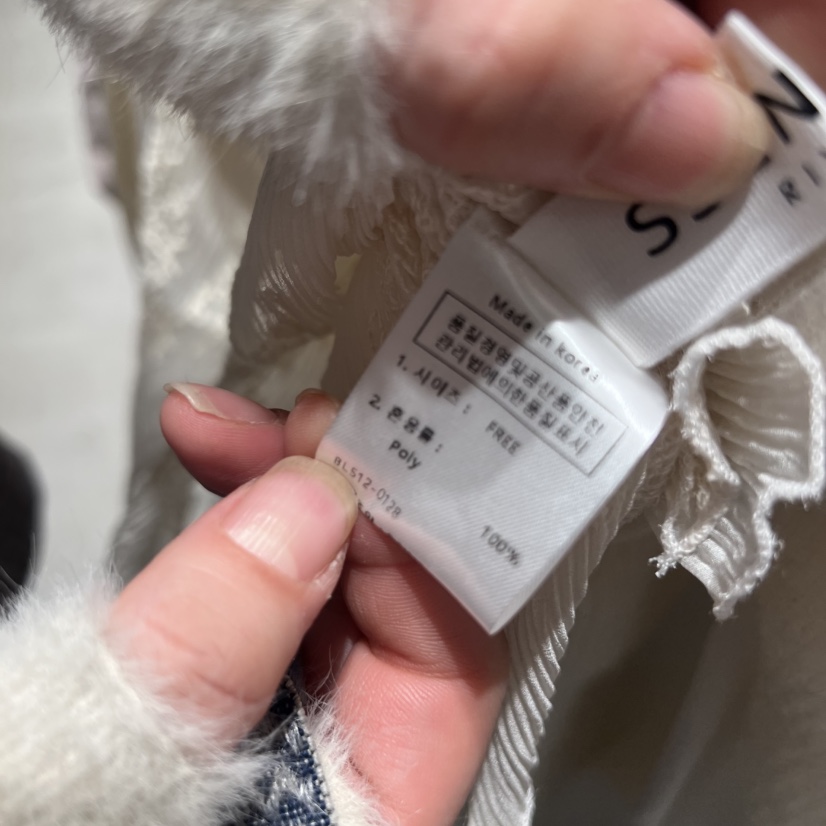 Made in korea
품질경영및공산품안전
관리법에의한품질표시
1. 사이즈 : FREE
2. 혼용률 :
Poly 100%
BL512-0128